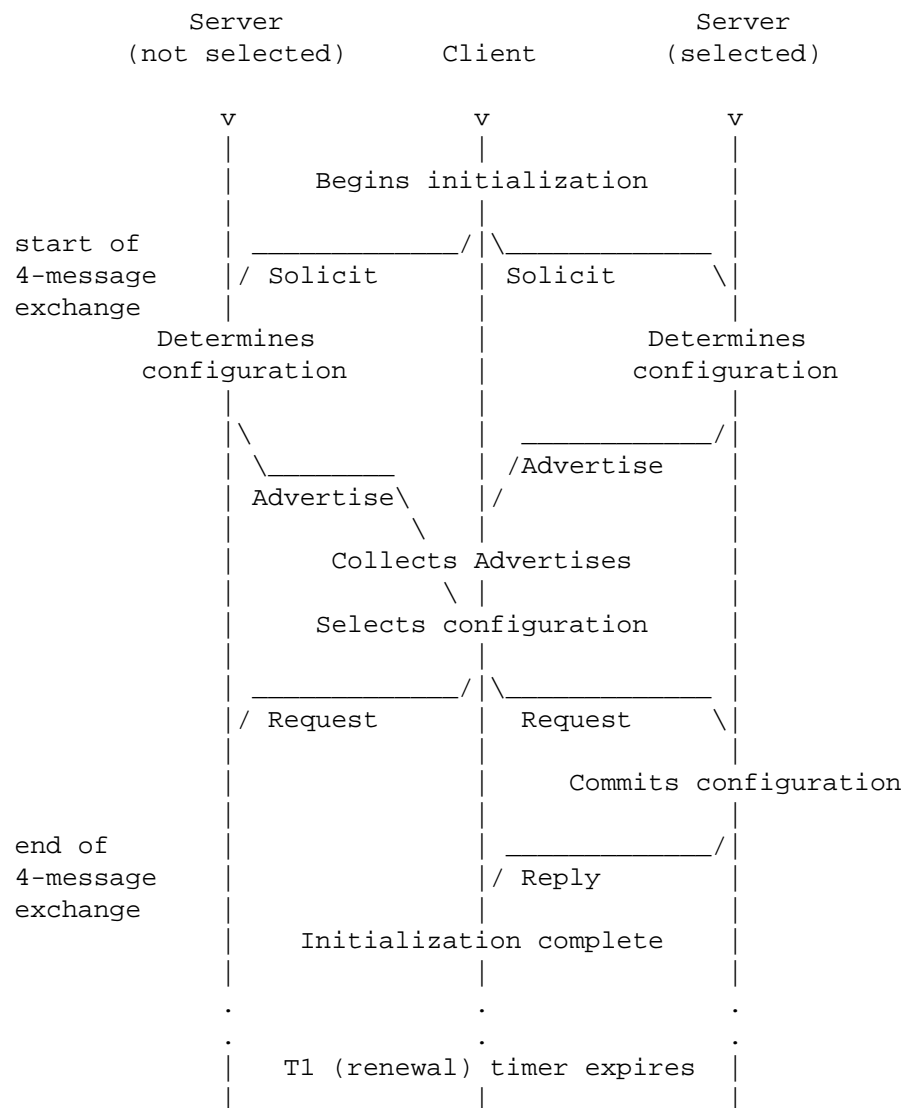 Server Server
(not selected) Client (selected)
v v v
Begins initialization
start of
4-message Solicit Solicit
exchange
Determines Determines
configuration configuration
Advertise
Advertise
Collects Advertises
Selects configuration
Request Request
Commits configuration
end of
4-message Reply
exchange
Initialization complete
. . .
. . .
T1 (renewal) timer expires